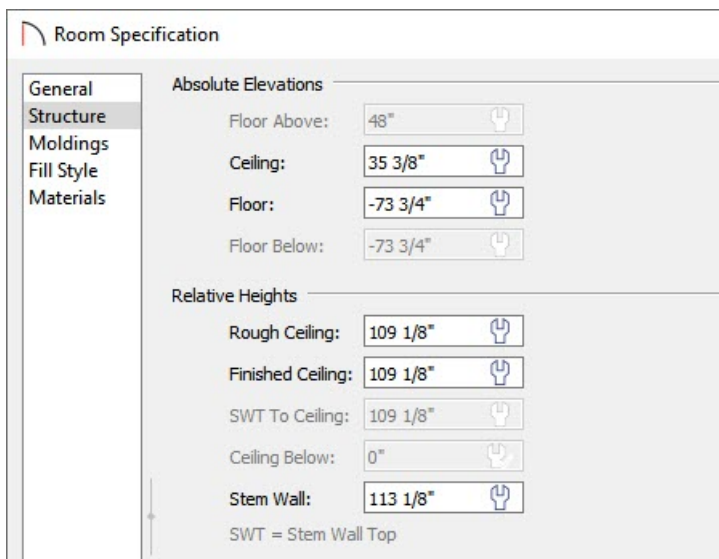 Room Specification
General
Structure
Moldings
Fill Style
Materials
Absolute Elevations
Floor Above: 48"
Ceiling: 35 3/8"
Floor: -73 3/4"
Floor Below: -73 3/4"
Relative Heights
Rough Ceiling: 109 1/8"
Finished Ceiling: 109 1/8"
SWT To Ceiling: 109 1/8"
Ceiling Below: 0"
Stem Wall: 113 1/8"
SWT = Stem Wall Top